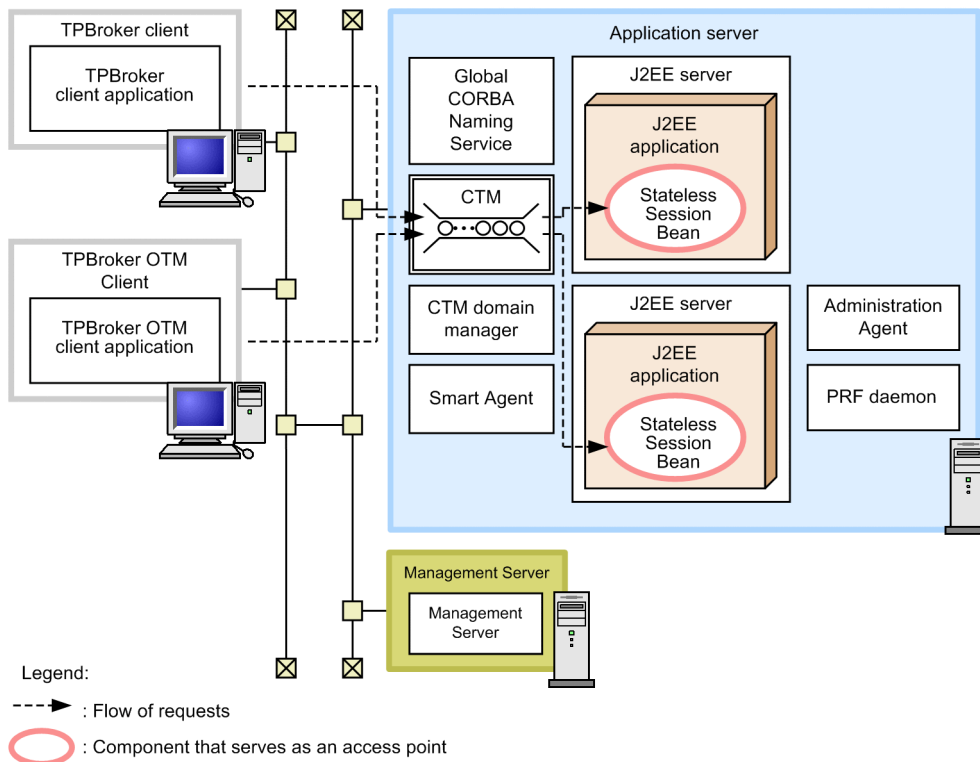 TPBroker client
TPBroker
client application
TPBroker OTM
Client
TPBroker OTM
client application
Application server
Global
CORBA
Naming
Service
CTM
CTM domain
manager
Smart Agent
J2EE server
J2EE
application
Stateless
Session
Bean
J2EE server
J2EE
application
Stateless
Session
Bean
Administration
Agent
PRF daemon
Management Server
Management
Server
Legend:
: Flow of requests
: Component that serves as an access point